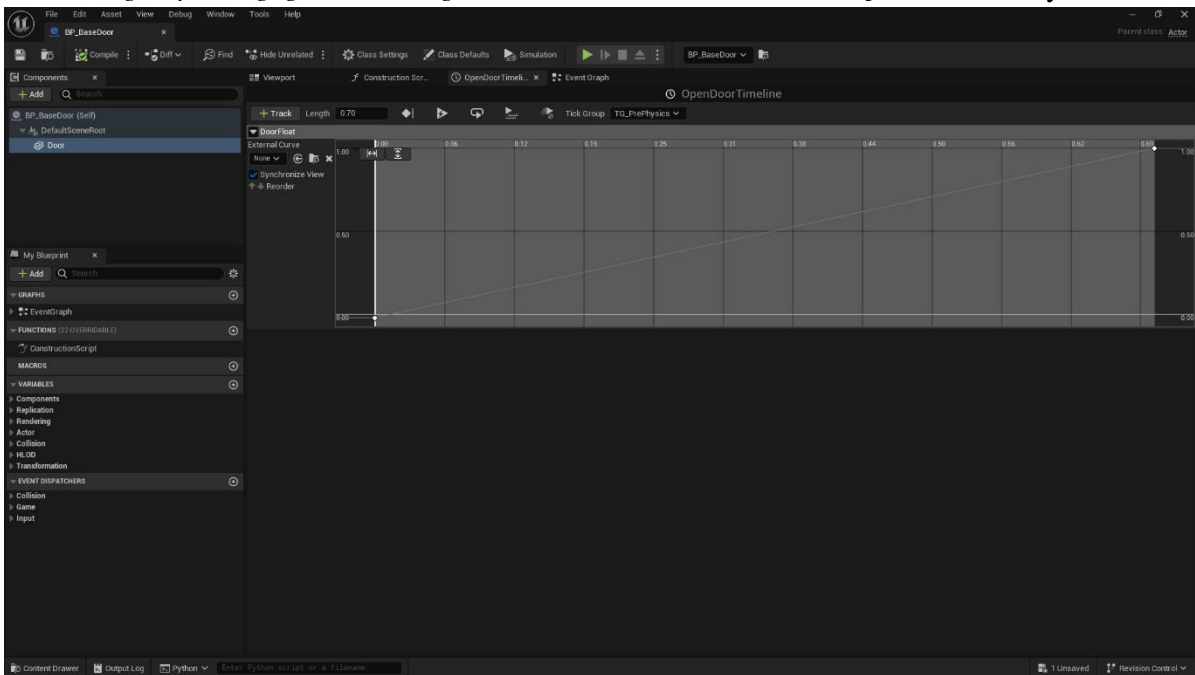 File Edit Asset View Debug Window Tools Help
BP_BaseDoor
Parent class: Actor
Compile Diff Find Hide Unrelated Class Settings Class Defaults Simulation BP_BaseDoor
Components Viewport Construction Scr... OpenDoorTimeli... Event Graph
+ Add Search OpenDoorTimeline
BP_BaseDoor (Self) + Track Length 0.70 Tick Group TG_PrePhysics
DefaultSceneRoot DoorFloat
Door External Curve 0.00 0.06 0.12 0.19 0.25 0.31 0.38 0.44 0.50 0.56 0.62 0.69
None 1.00 1.00
Synchronize View
Reorder
0.50 0.50
My Blueprint
+ Add Search
GRAPHS
EventGraph 0.00 0.00
FUNCTIONS (22 OVERRIDABLE)
ConstructionScript
MACROS
VARIABLES
Components
Replication
Rendering
Actor
Collision
HLOD
Transformation
EVENT DISPATCHERS
Collision
Game
Input
Content Drawer Output Log Python Enter Python script or a filename 1 Unsaved Revision Control